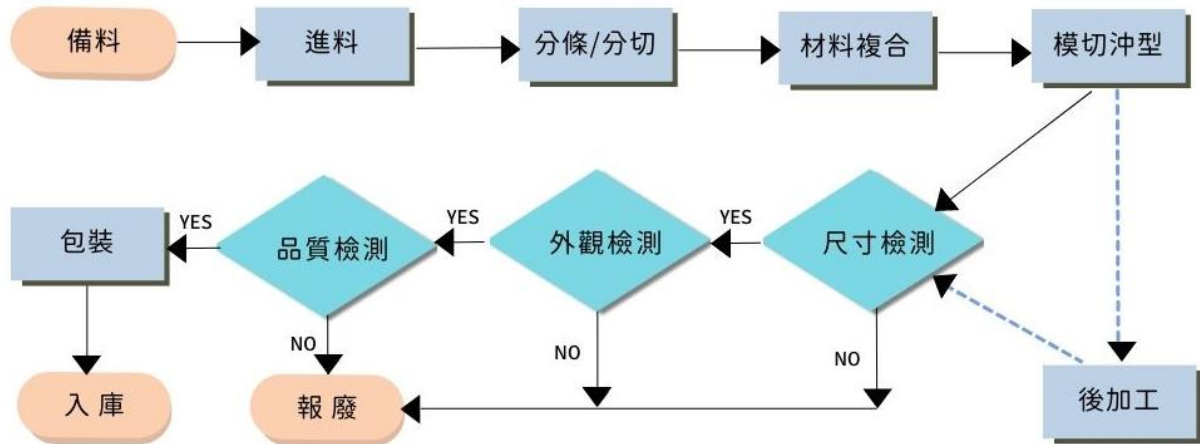 備料
進料
分條/分切
材料複合
模切沖型
包裝
YES
品質檢測
YES
外觀檢測
YES
尺寸檢測
NO
NO
NO
入庫
報廢
後加工